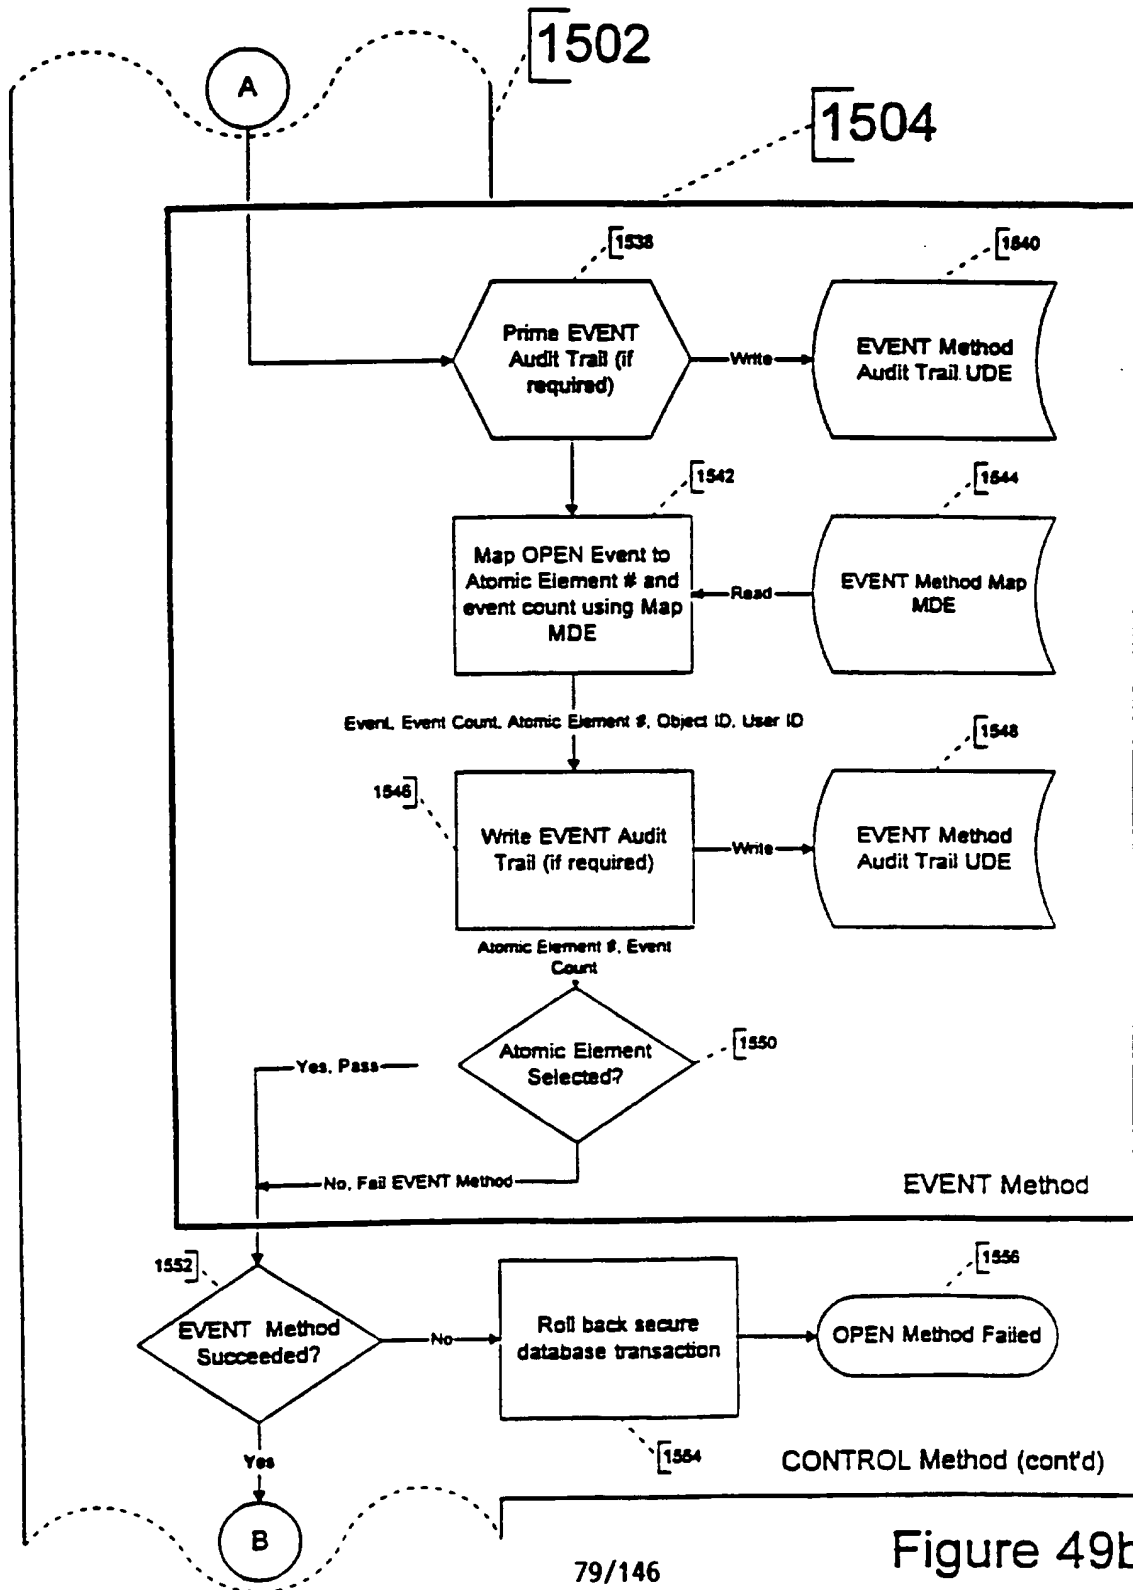 1502
A
1504
1538
1540
Prime EVENT
Audit Trail (if
required)
Write
EVENT Method
Audit Trail UDE
1542
1544
Map OPEN Event to
Atomic Element # and
event count using Map
MDE
Read
EVENT Method Map
MDE
Event, Event Count, Atomic Element #, Object ID, User ID
1548
1546
Write EVENT Audit
Trail (if required)
Write
EVENT Method
Audit Trail UDE
Atomic Element #, Event
Count
1550
Atomic Element
Selected?
Yes, Pass
No, Fail EVENT Method
EVENT Method
1552
1556
EVENT Method
Succeeded?
No
Roll back secure
database transaction
OPEN Method Failed
Yes
1554
CONTROL Method (cont'd)
B
Figure 49b
79/146